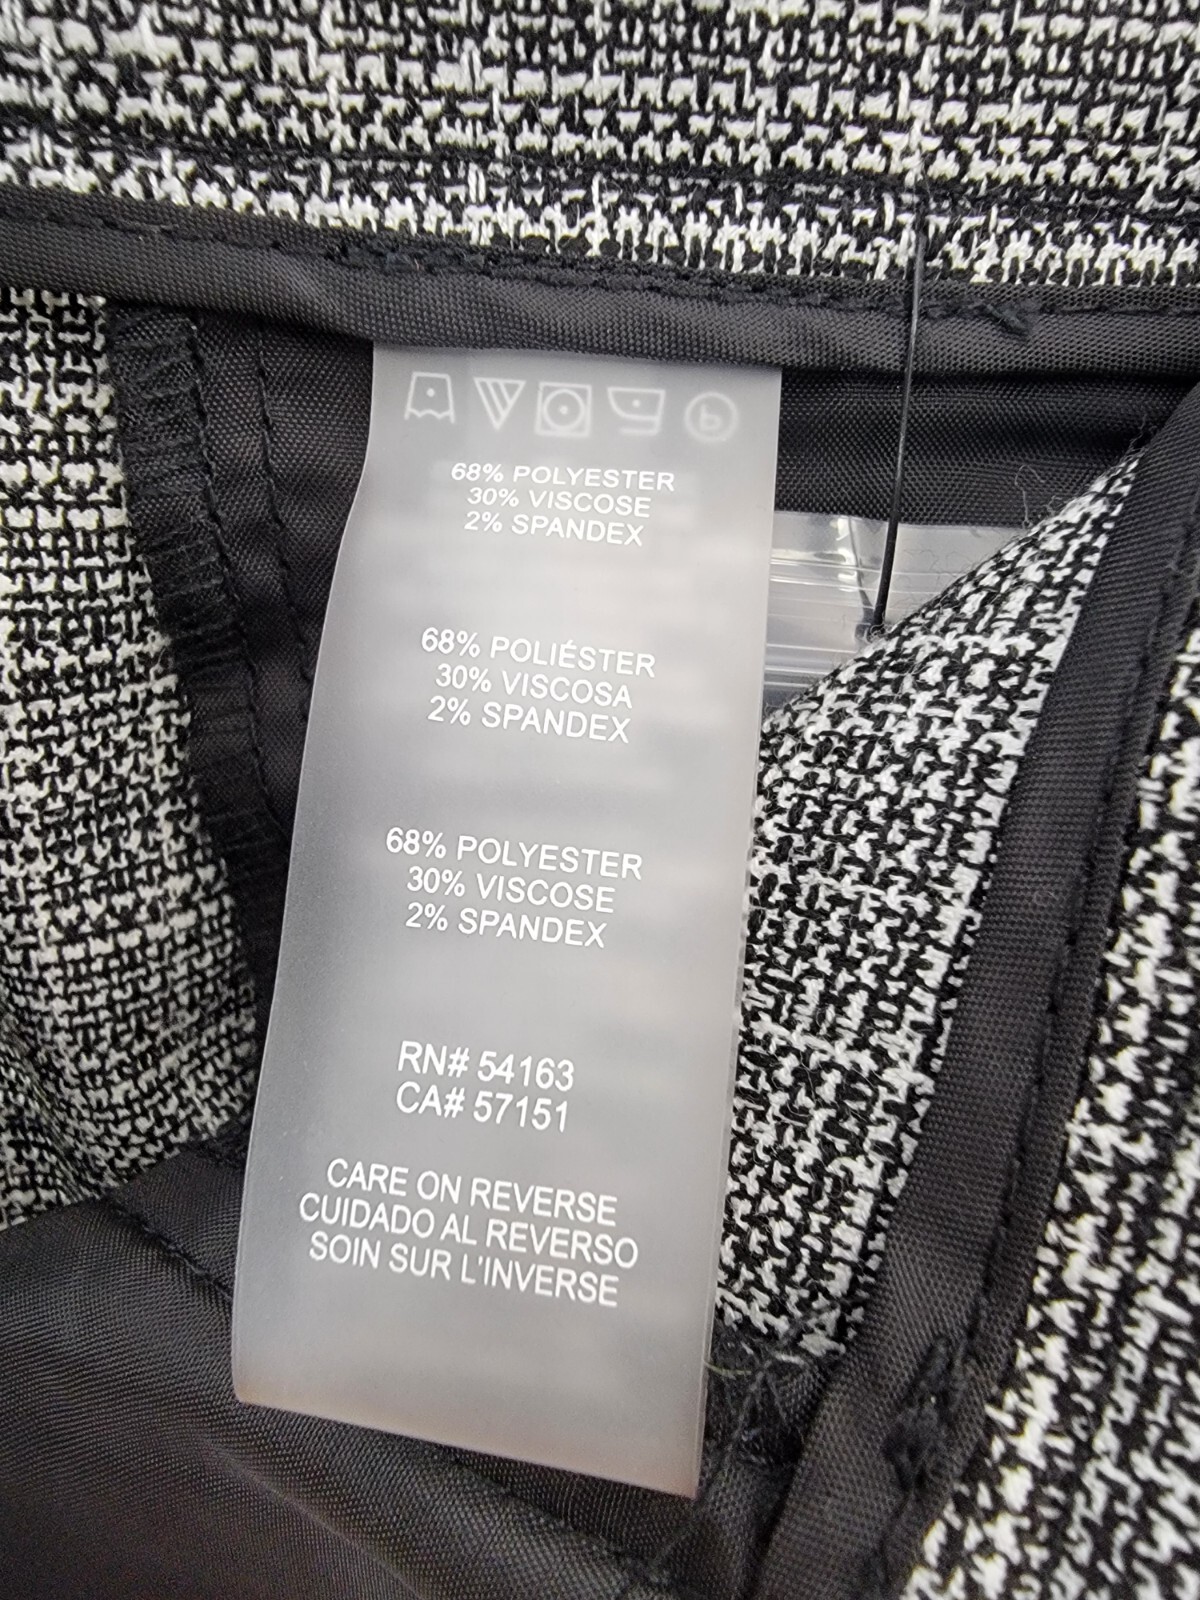 68% POLYESTER
30% VISCOSE
2% SPANDEX
68% POLIÉSTER
30% VISCOSA
2% SPANDEX
68% POLYESTER
30% VISCOSE
2% SPANDEX
RN# 54163
CA# 57151
CARE ON REVERSE
CUIDADO AL REVERSO
SOIN SUR L'INVERSE